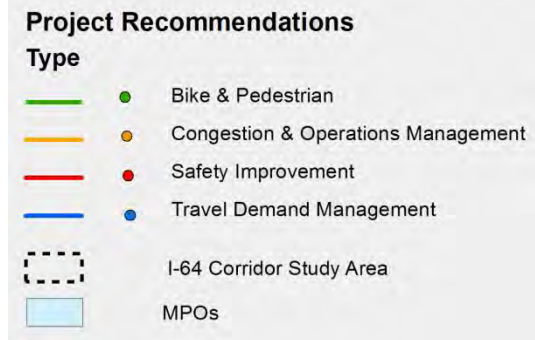 Project Recommendations
Type
Bike & Pedestrian
Congestion & Operations Management
Safety Improvement
Travel Demand Management
I-64 Corridor Study Area
MPOs